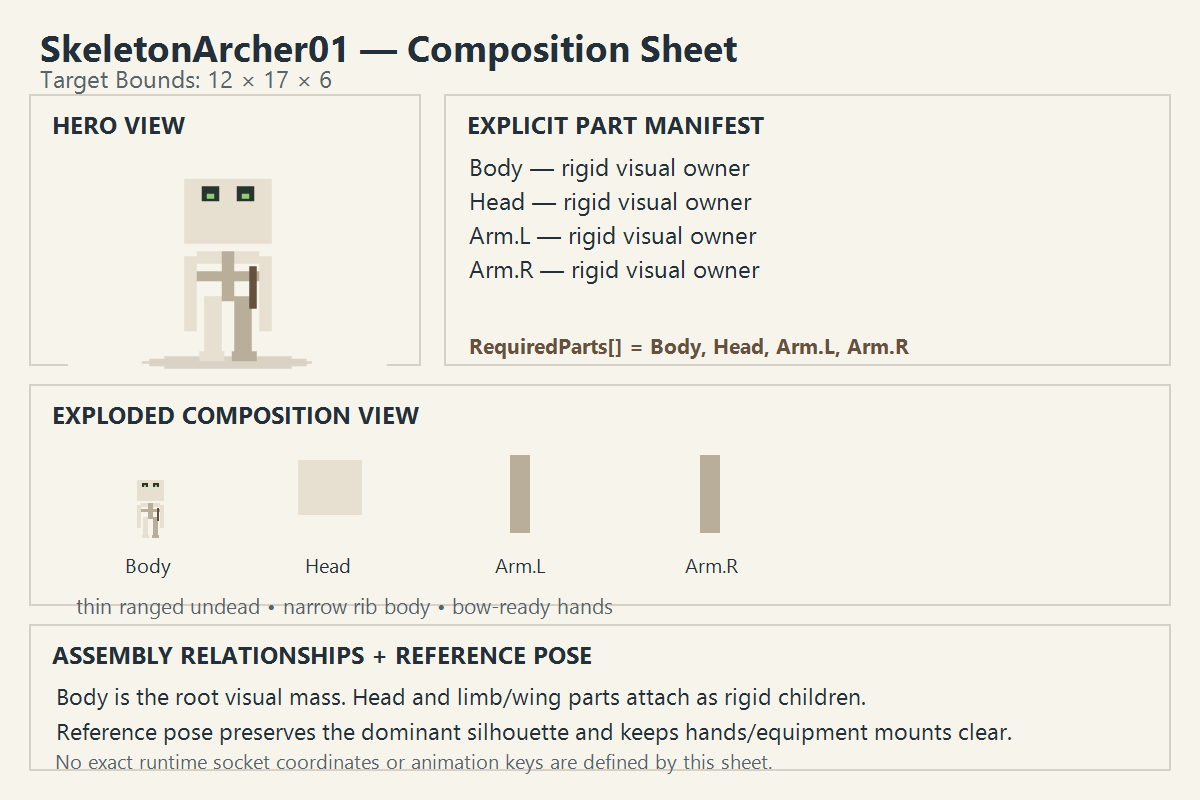 SkeletonArcher01 — Composition Sheet
Target Bounds: 12 × 17 × 6
HERO VIEW
EXPLICIT PART MANIFEST
Body — rigid visual owner
Head — rigid visual owner
Arm.L — rigid visual owner
Arm.R — rigid visual owner
RequiredParts[] = Body, Head, Arm.L, Arm.R
EXPLODED COMPOSITION VIEW
Body
Head
Arm.L
Arm.R
thin ranged undead • narrow rib body • bow-ready hands
ASSEMBLY RELATIONSHIPS + REFERENCE POSE
Body is the root visual mass. Head and limb/wing parts attach as rigid children.
Reference pose preserves the dominant silhouette and keeps hands/equipment mounts clear.
No exact runtime socket coordinates or animation keys are defined by this sheet.